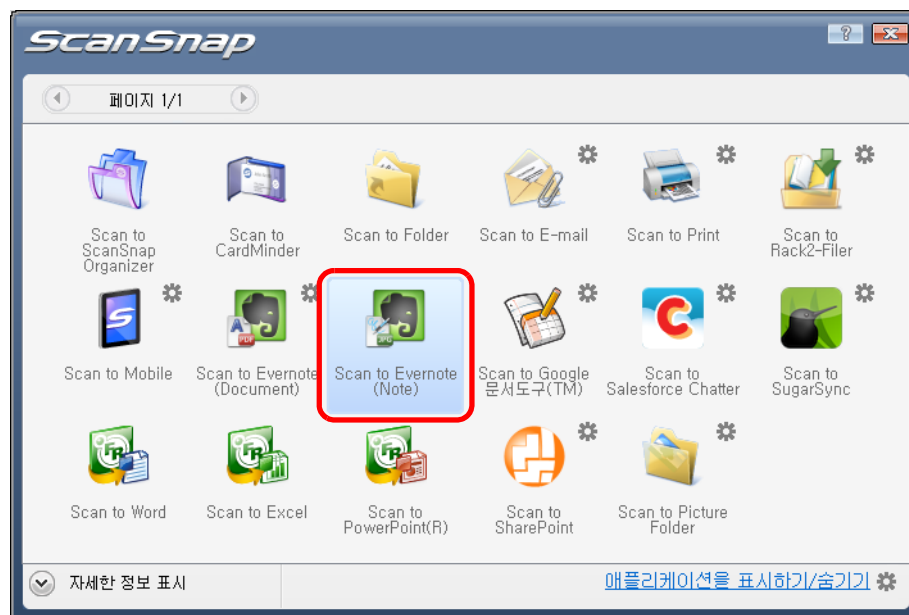 ScanSnap
페이지 1/1
Scan to
ScanSnap
Organizer
Scan to
CardMinder
Scan to Folder
Scan to E-mail
Scan to Print
Scan to
Rack2-Filer
Scan to Mobile
Scan to Evernote
(Document)
Scan to Evernote
(Note)
Scan to Google
문서도구(TM)
Scan to
Salesforce Chatter
Scan to
SugarSync
Scan to Word
Scan to Excel
Scan to
PowerPoint(R)
Scan to
SharePoint
Scan to Picture
Folder
자세한 정보 표시
애플리케이션을 표시하기/숨기기